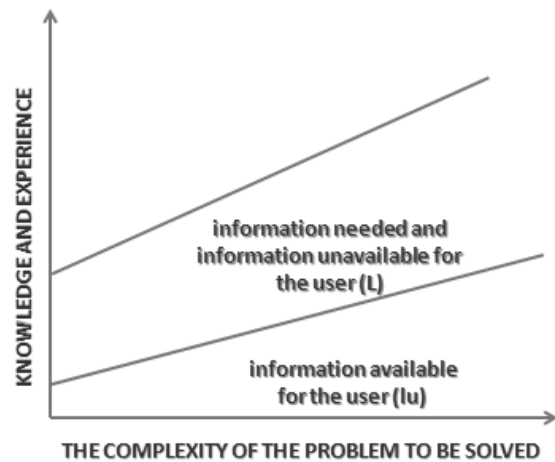 KNOWLEDGE AND EXPERIENCE
information needed and
information unavailable for
the user (L)
information available
for the user (lu)
THE COMPLEXITY OF THE PROBLEM TO BE SOLVED